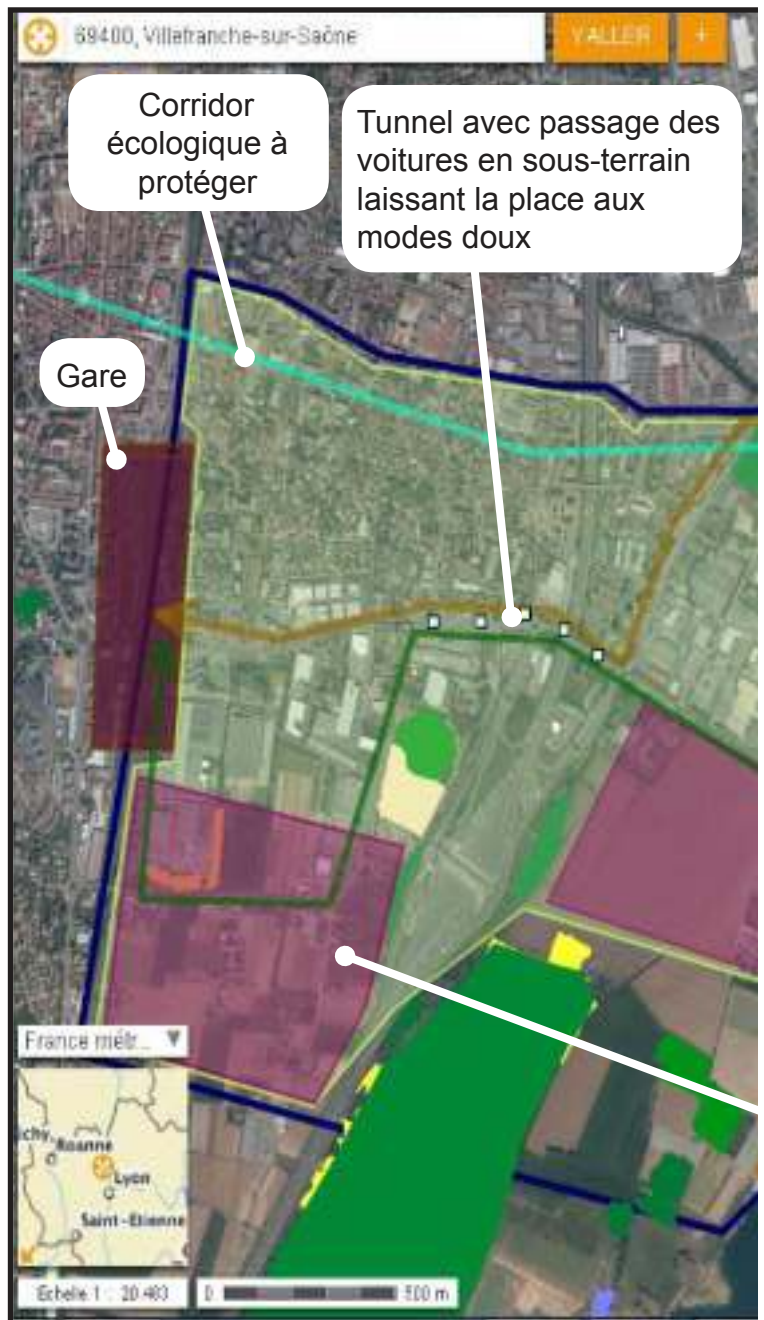 69400, Villefranche-sur-Saône
Y ALLER
+
Corridor
écologique à
protéger
Tunnel avec passage des
voitures en sous-terrain
laissant la place aux
modes doux
Gare
France métr... ▼
ichy
Roanne
Lyon
Saint-Etienne
Echelle 1 : 20 483
0
500 m